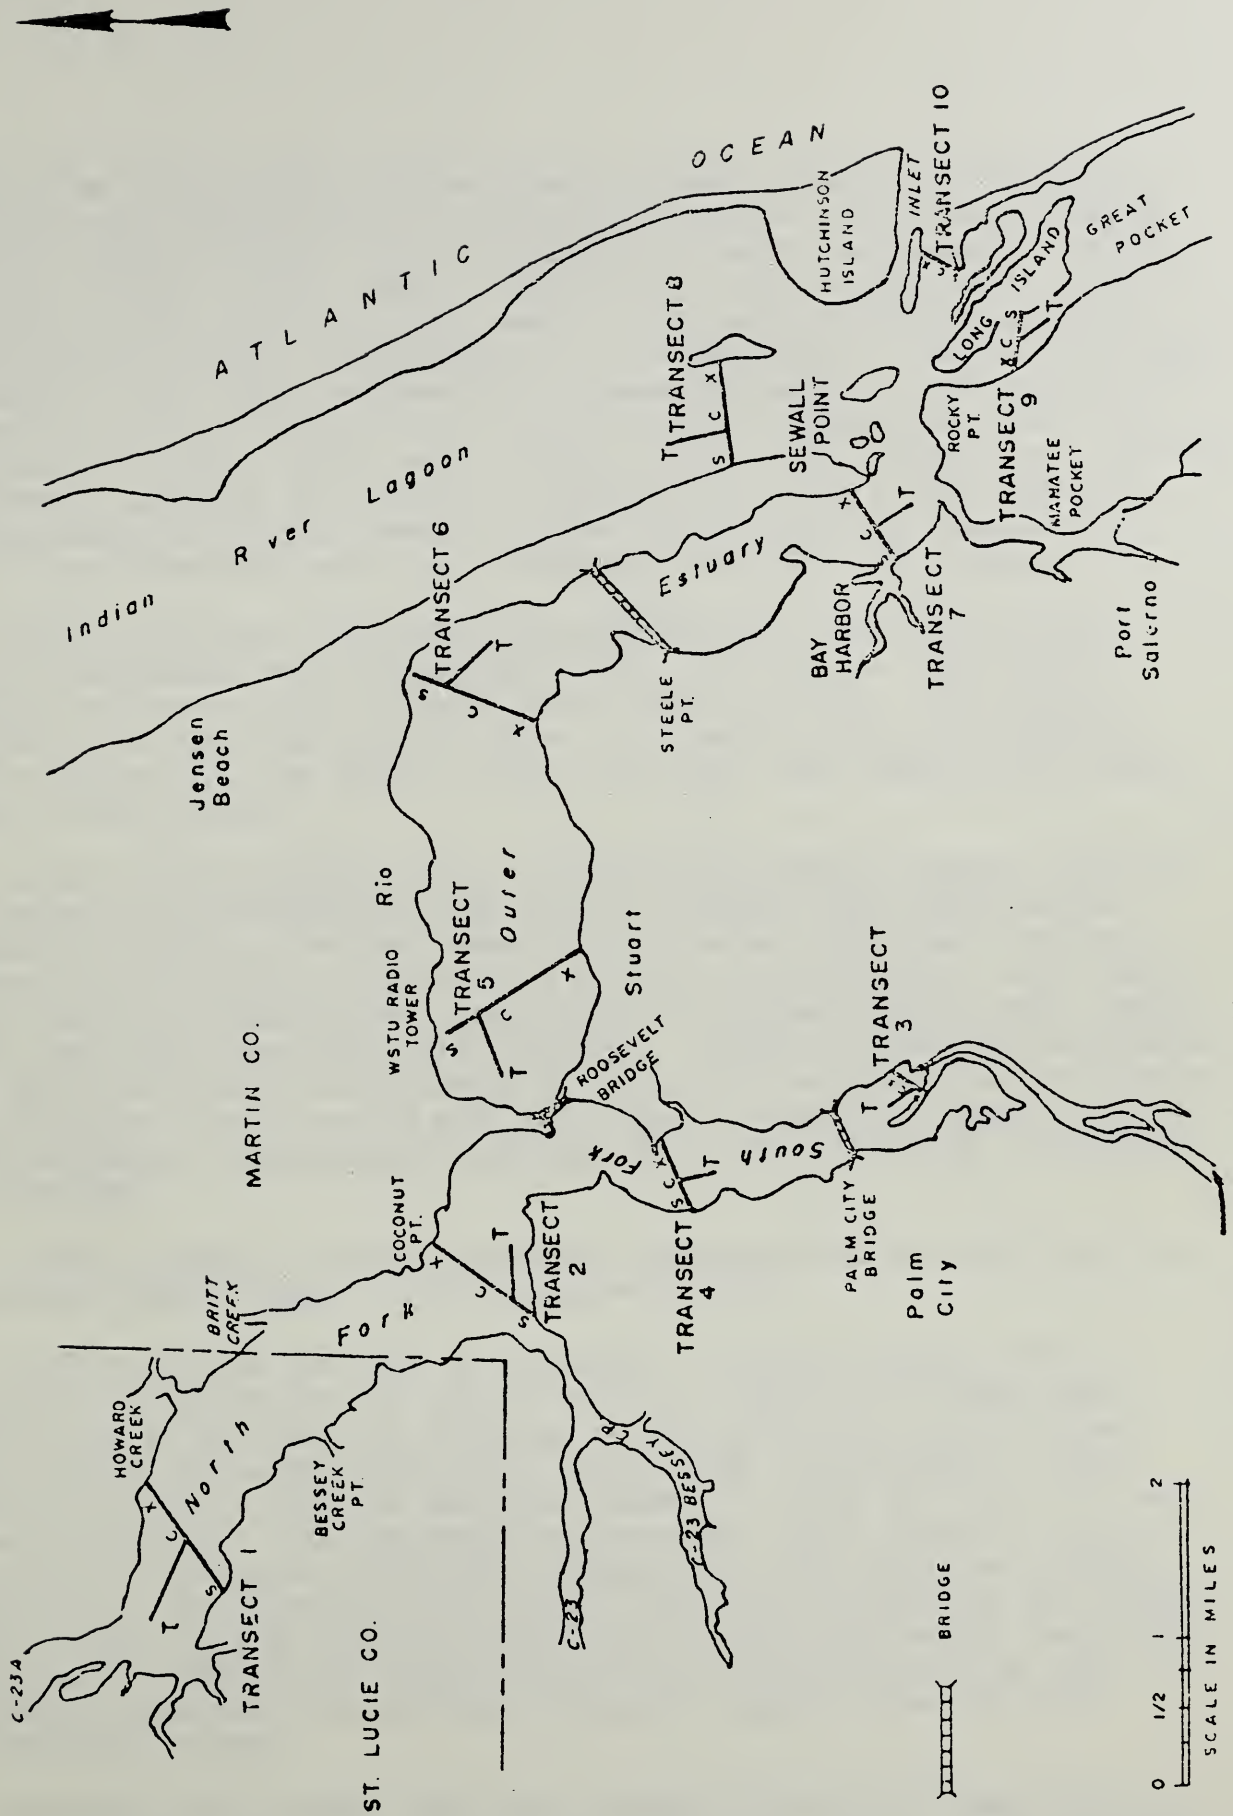 ATLANTIC
OCEAN
Indian
R ver
Lagoon
Jensen
Beach
TRANSECT 6
S
C
X
T
TRANSECT 8
T
S
C
X
HUTCHINSON
ISLAND
INLET
TRANSECT 10
LONG
ISLAND
GREAT
POCKET
X C S
T
TRANSECT
9
ROCKY
PT.
MAHATEE
POCKET
SEWALL
POINT
Estuary
STEELE
PT.
BAY
HARBOR
X
C
T
TRANSECT
7
Port
Salerno
MARTIN CO.
Rio
WSTU RADIO
TOWER
TRANSECT
5
Outer
S
C
X
T
Stuart
ROOSEVELT
BRIDGE
COCONUT
PT.
X
C
S
T
TRANSECT
2
Fork
South
S C X
T
TRANSECT
4
PALM CITY
BRIDGE
Palm
City
TRANSECT
3
T
BRITT
CREEK
Fork
North
HOWARD
CREEK
BESSEY
CREEK
PT.
C-23A
X
C
S
T
TRANSECT 1
ST. LUCIE CO.
C-23
C-23 BESSEY
CR.
BRIDGE
0 1/2 1 2
SCALE IN MILES